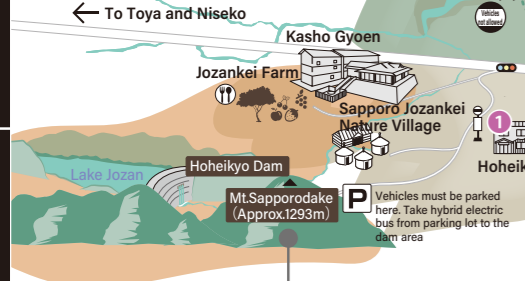 To Toya and Niseko
Vehicles
not allowed
Kasho Gyoen
Jozankei Farm
Sapporo Jozankei
Nature Village
1
Hoheik
Hoheikyo Dam
Lake Jozan
Mt.Sapporodake
(Approx.1293m)
P
Vehicles must be parked
here. Take hybrid electric
bus from parking lot to the
dam area